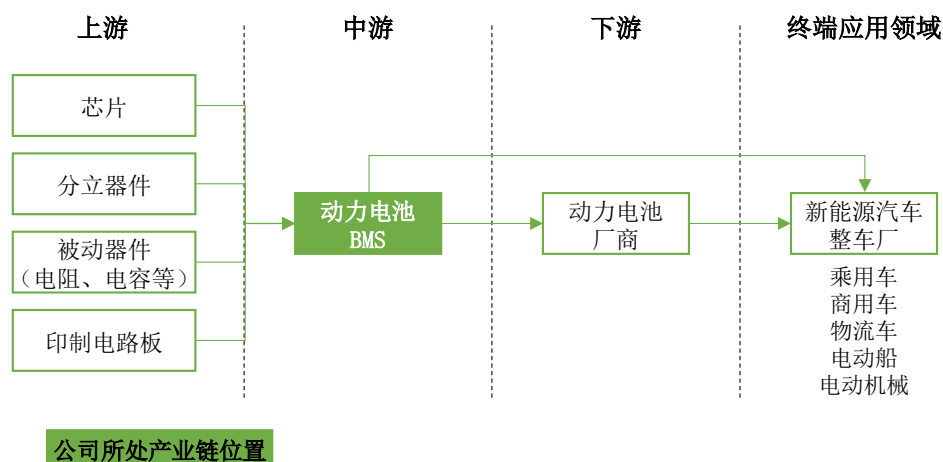 上游
中游
下游
终端应用领域
芯片
分立器件
被动器件
（电阻、电容等）
印制电路板
动力电池
BMS
动力电池
厂商
新能源汽车
整车厂
乘用车
商用车
物流车
电动船
电动机械
公司所处产业链位置